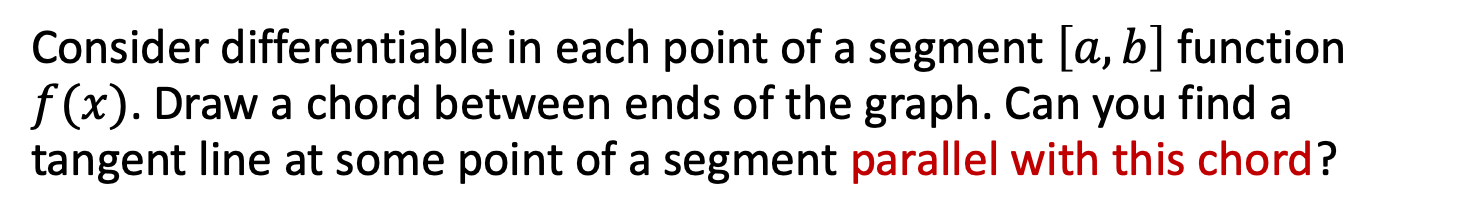 Consider differentiable in each point of a segment [a, b] function
f(x). Draw a chord between ends of the graph. Can you find a
tangent line at some point of a segment parallel with this chord?